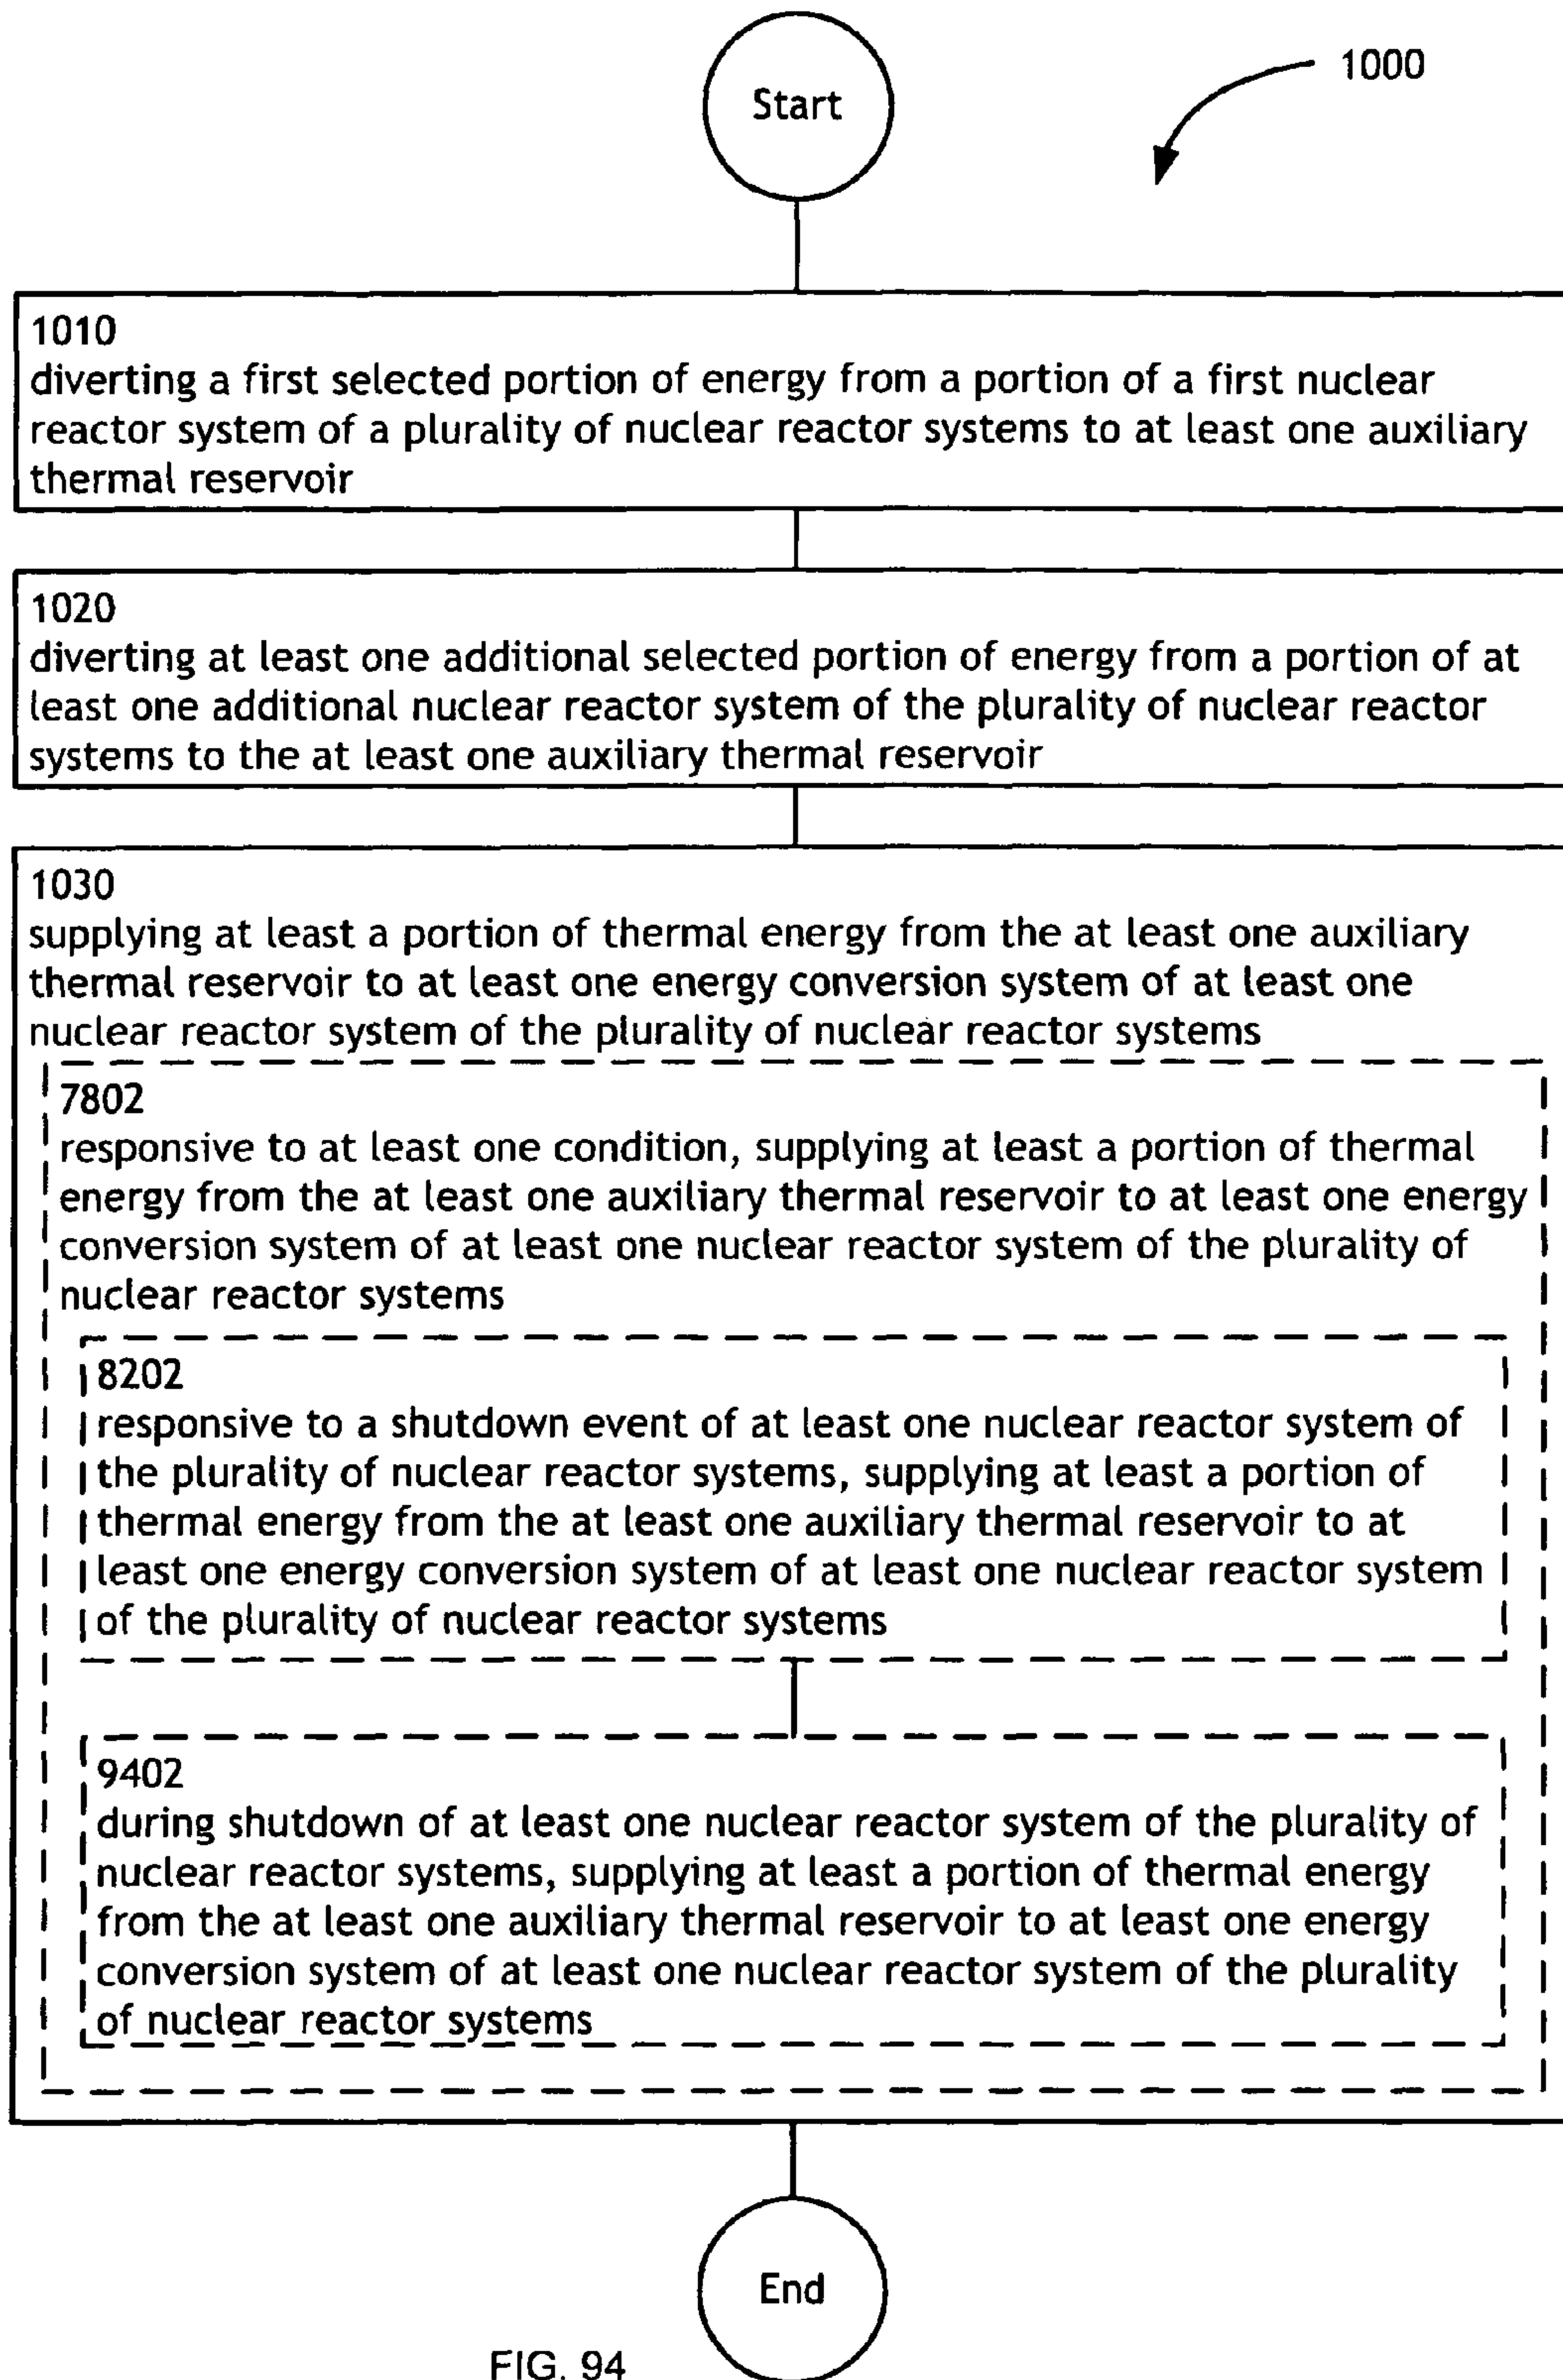 Start
1000
1010
diverting a first selected portion of energy from a portion of a first nuclear
reactor system of a plurality of nuclear reactor systems to at least one auxiliary
thermal reservoir
1020
diverting at least one additional selected portion of energy from a portion of at
least one additional nuclear reactor system of the plurality of nuclear reactor
systems to the at least one auxiliary thermal reservoir
1030
supplying at least a portion of thermal energy from the at least one auxiliary
thermal reservoir to at least one energy conversion system of at least one
nuclear reactor system of the plurality of nuclear reactor systems
7802
responsive to at least one condition, supplying at least a portion of thermal
energy from the at least one auxiliary thermal reservoir to at least one energy
conversion system of at least one nuclear reactor system of the plurality of
nuclear reactor systems
8202
responsive to a shutdown event of at least one nuclear reactor system of
the plurality of nuclear reactor systems, supplying at least a portion of
thermal energy from the at least one auxiliary thermal reservoir to at
least one energy conversion system of at least one nuclear reactor system
of the plurality of nuclear reactor systems
9402
during shutdown of at least one nuclear reactor system of the plurality of
nuclear reactor systems, supplying at least a portion of thermal energy
from the at least one auxiliary thermal reservoir to at least one energy
conversion system of at least one nuclear reactor system of the plurality
of nuclear reactor systems
End
FIG. 94